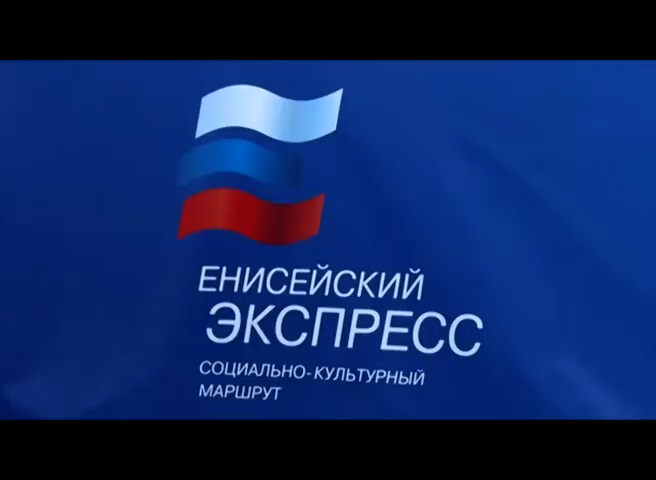 ЕНИСЕЙСКИЙ
ЭКСПРЕСС
СОЦИАЛЬНО-КУЛЬТУРНЫЙ
МАРШРУТ